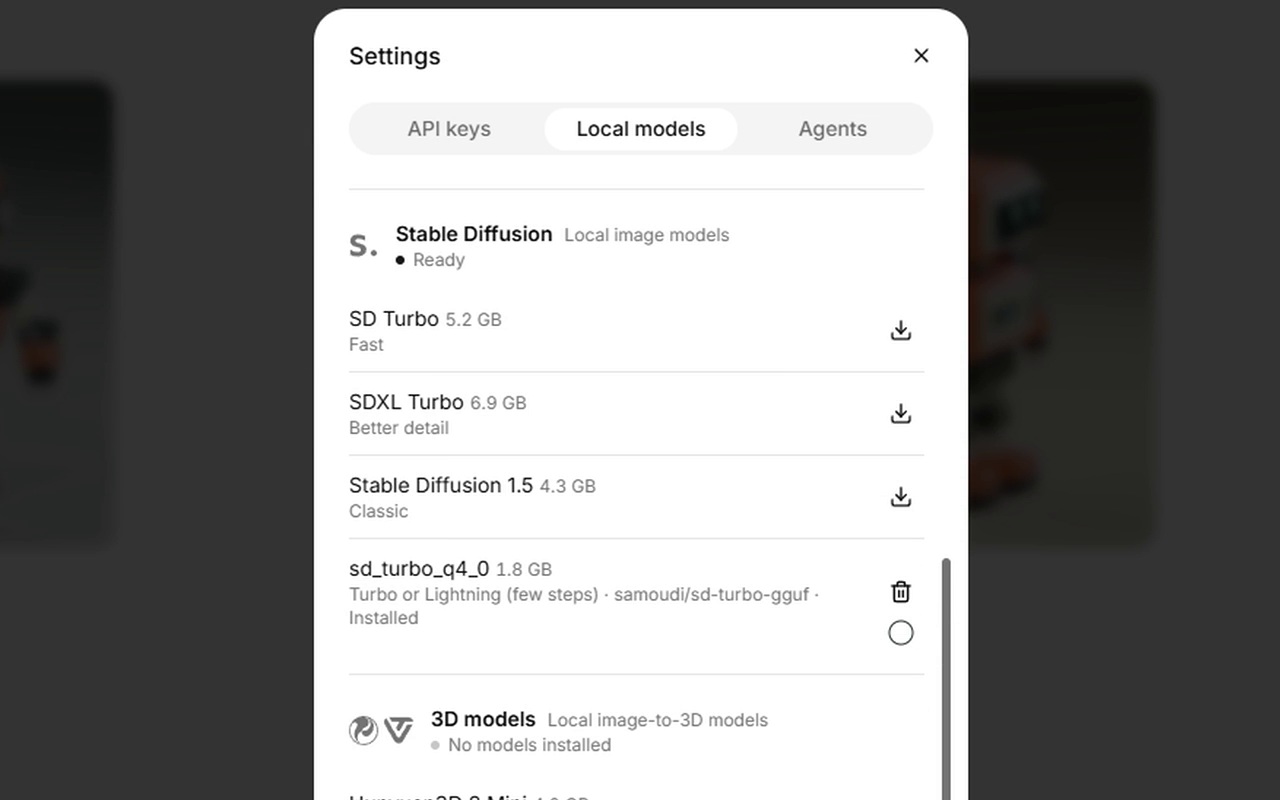 Settings
API keys
Local models
Agents
S.
Stable Diffusion Local image models
Ready
SD Turbo 5.2 GB
Fast
SDXL Turbo 6.9 GB
Better detail
Stable Diffusion 1.5 4.3 GB
Classic
sd_turbo_q4_0 1.8 GB
Turbo or Lightning (few steps) · samoudi/sd-turbo-gguf ·
Installed
3D models Local image-to-3D models
No models installed